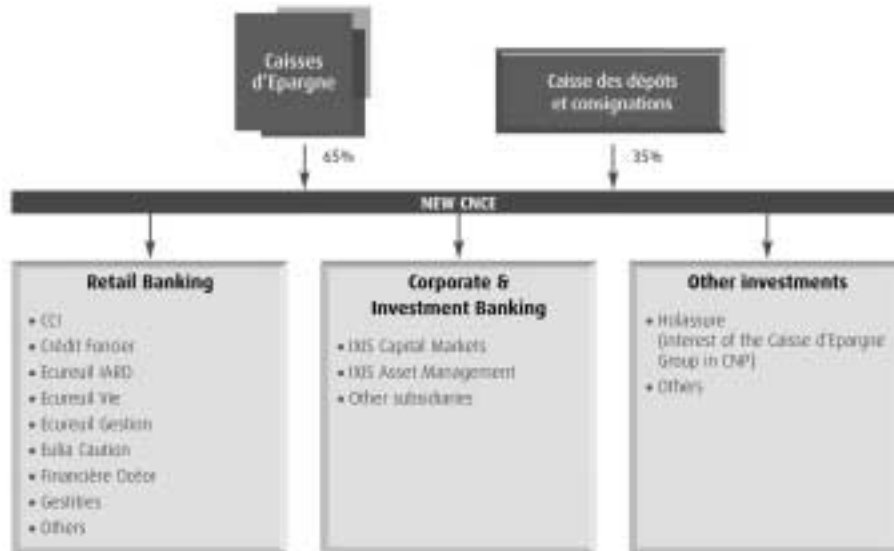 Caisses
d'Epargne
Caisse des dépôts
et consignations
65%
35%
NEW CNCE
Retail Banking
• CCI
• Crédit Foncier
• Ecureuil IARD
• Ecureuil Vie
• Ecureuil Gestion
• Eulia Caution
• Financière Océor
• Gestitres
• Others
Corporate &
Investment Banking
• IXIS Capital Markets
• IXIS Asset Management
• Other subsidiaries
Other investments
• Holassure
(interest of the Caisse d'Epargne
Group in CNP)
• Others